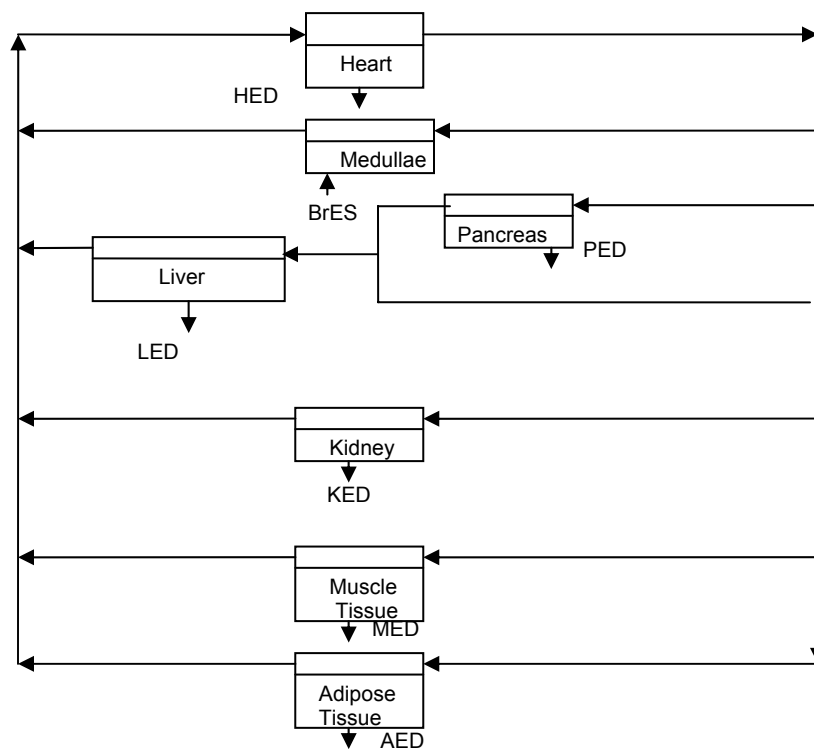 Heart
HED
Medullae
BrES
Pancreas
PED
Liver
LED
Kidney
KED
Muscle
Tissue
MED
Adipose
Tissue
AED